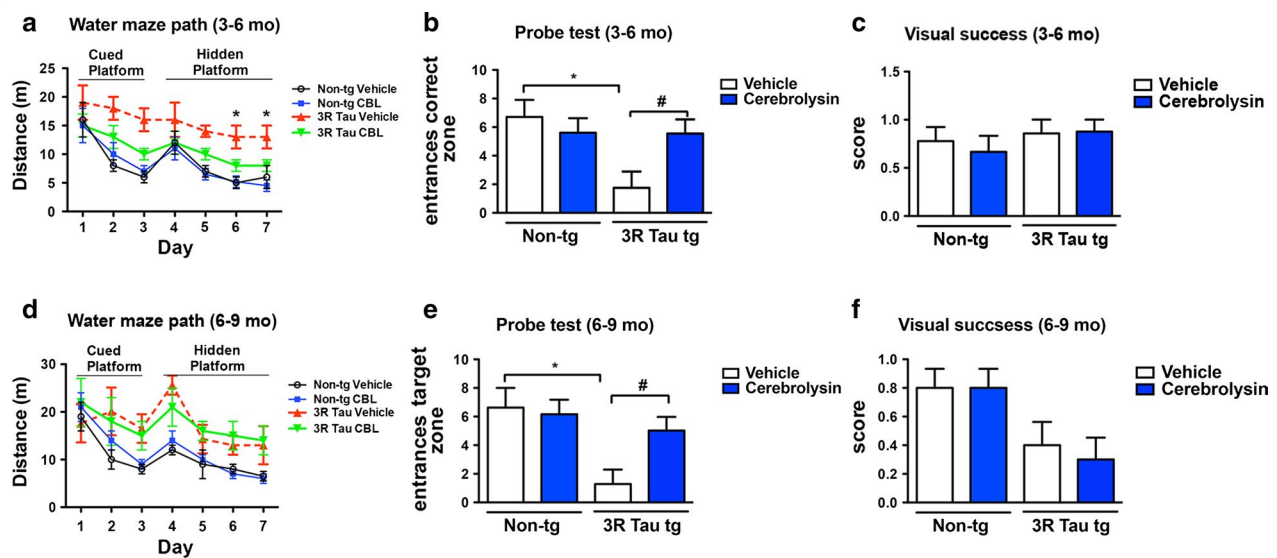 a
Water maze path (3-6 mo)
Cued
Platform
Hidden
Platform
Distance (m)
25
20
15
10
5
0
* *
1 2 3 4 5 6 7
Day
Non-tg Vehicle
Non-tg CBL
3R Tau Vehicle
3R Tau CBL
b
Probe test (3-6 mo)
entrances correct
zone
10
8
6
4
2
0
*
#
Non-tg
3R Tau tg
Vehicle
Cerebrolysin
c
Visual success (3-6 mo)
score
1.5
1.0
0.5
0.0
Non-tg
3R Tau tg
Vehicle
Cerebrolysin
d
Water maze path (6-9 mo)
Cued
Platform
Hidden
Platform
Distance (m)
30
20
10
0
1 2 3 4 5 6 7
Day
Non-tg Vehicle
Non-tg CBL
3R Tau Vehicle
3R Tau CBL
e
Probe test (6-9 mo)
entrances target
zone
10
8
6
4
2
0
*
#
Non-tg
3R Tau tg
Vehicle
Cerebrolysin
f
Visual succsess (6-9 mo)
score
1.0
0.8
0.6
0.4
0.2
0.0
Non-tg
3R Tau tg
Vehicle
Cerebrolysin